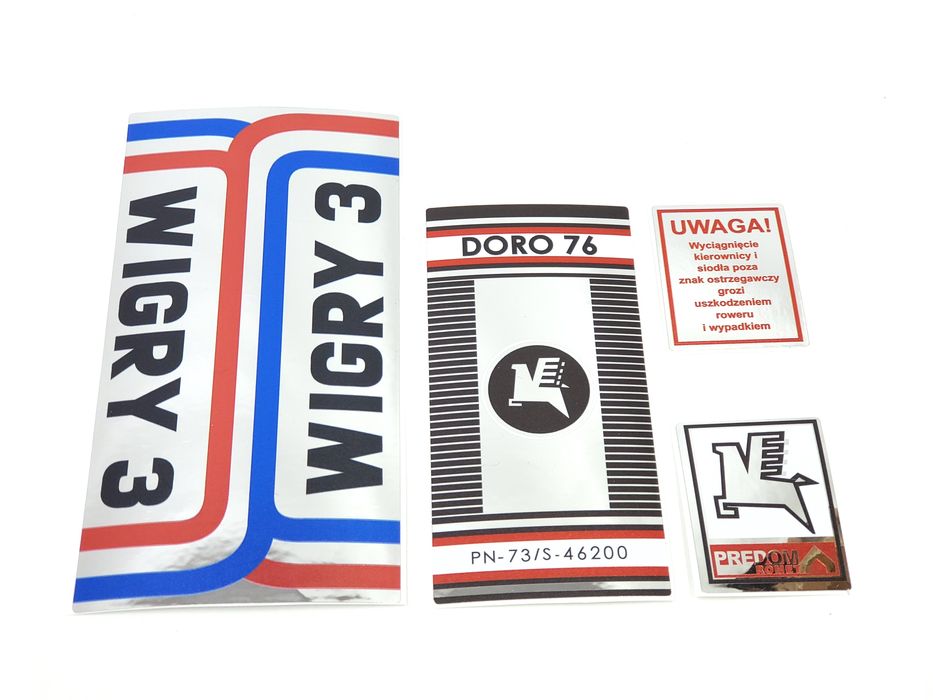 WIGRY 3
WIGRY 3
DORO 76
PN-73/S-46200
UWAGA!
Wyciągnięcie
kierownicy i
siodła poza
znak ostrzegawczy
grozi
uszkodzeniem
roweru
i wypadkiem
PREDOM
ROMET